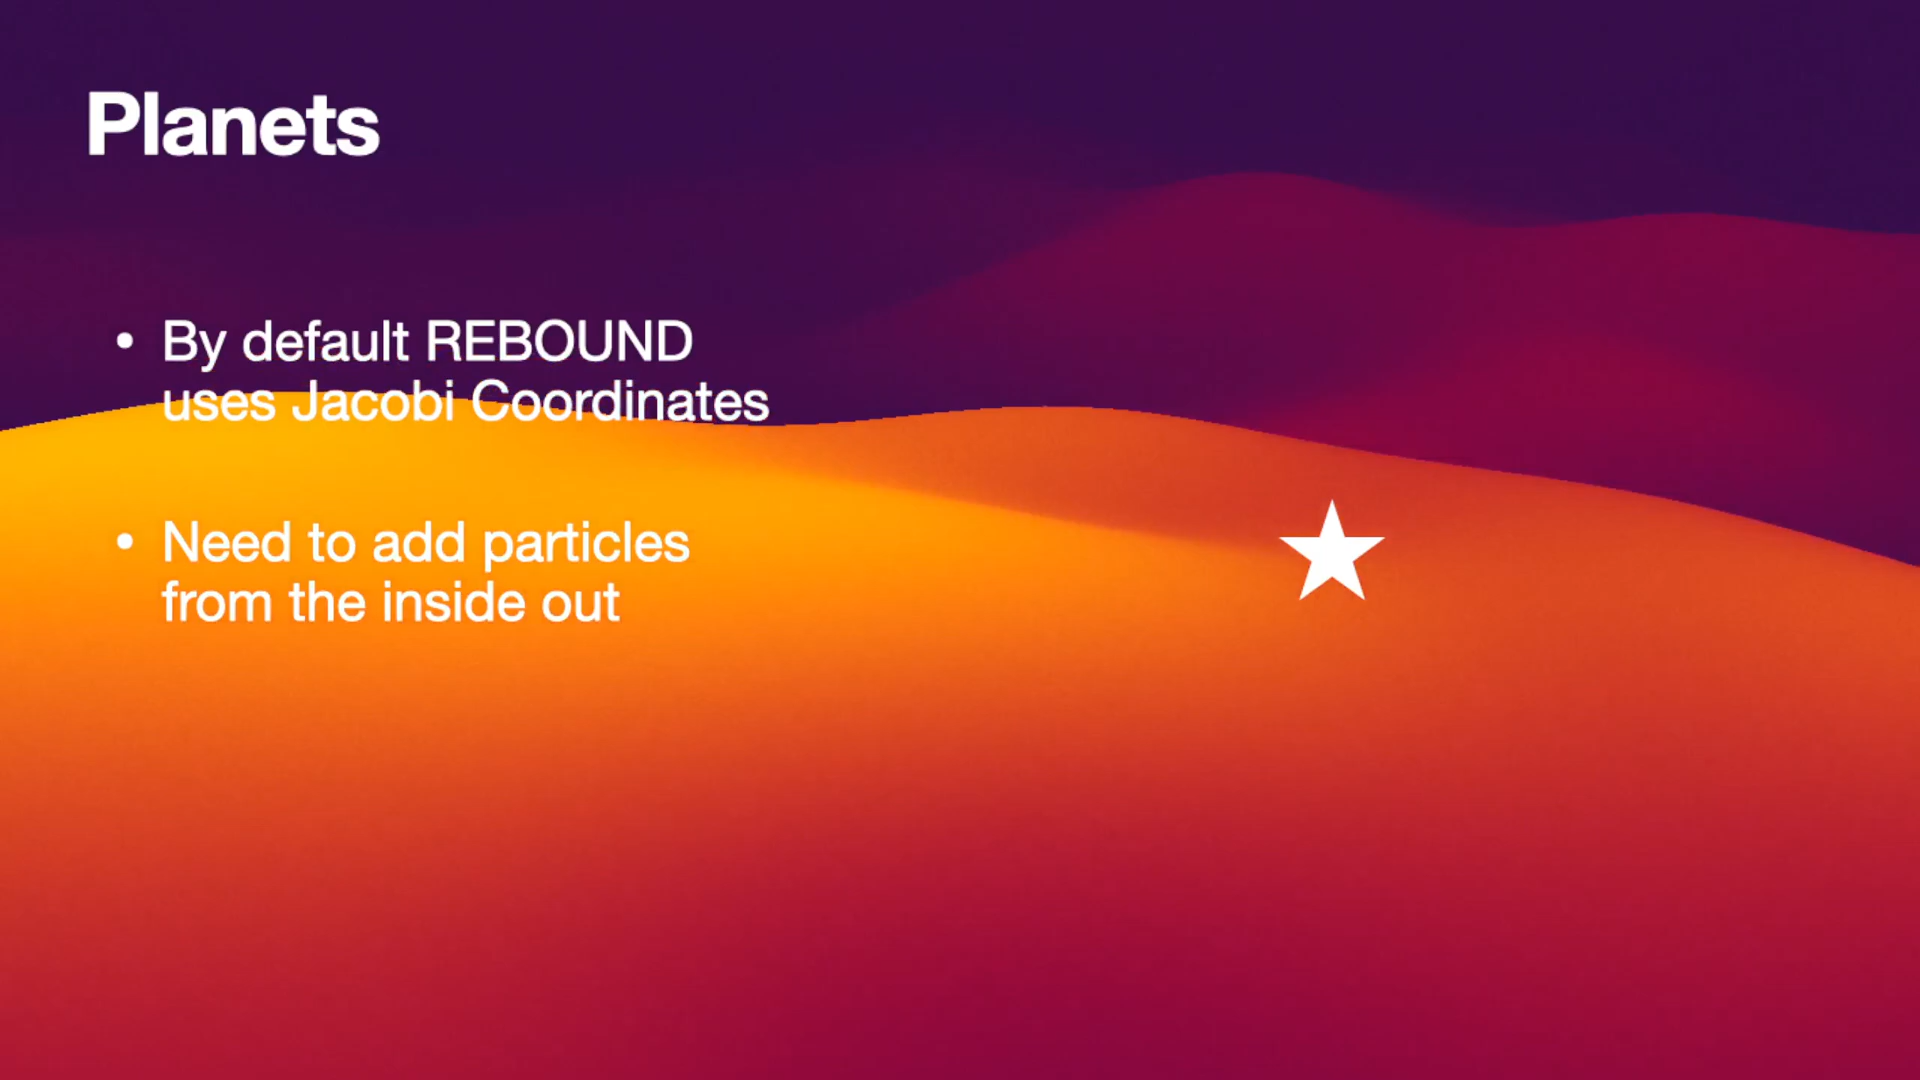 Planets
• By default REBOUND
uses Jacobi Coordinates
• Need to add particles
from the inside out